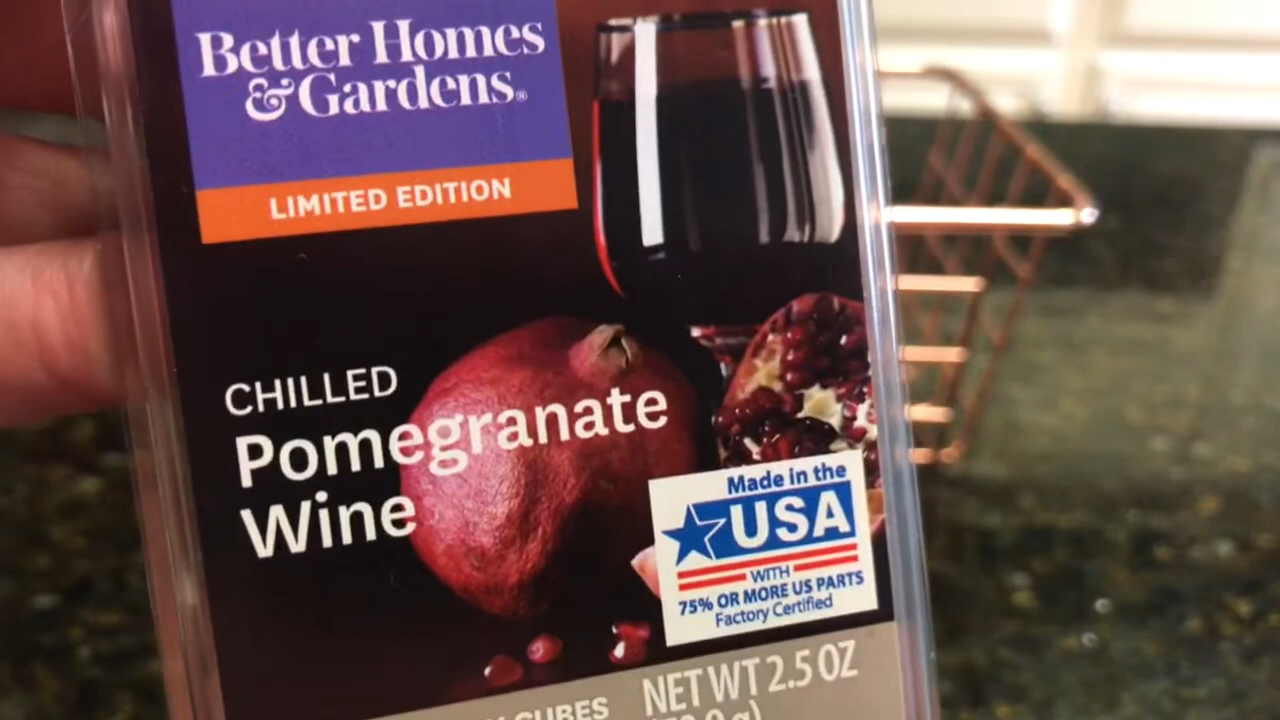 Better Homes
& Gardens®
LIMITED EDITION
CHILLED
Pomegranate
Wine
Made in the
USA
WITH
75% OR MORE US PARTS
Factory Certified
CUBES
NET WT 2.5 OZ